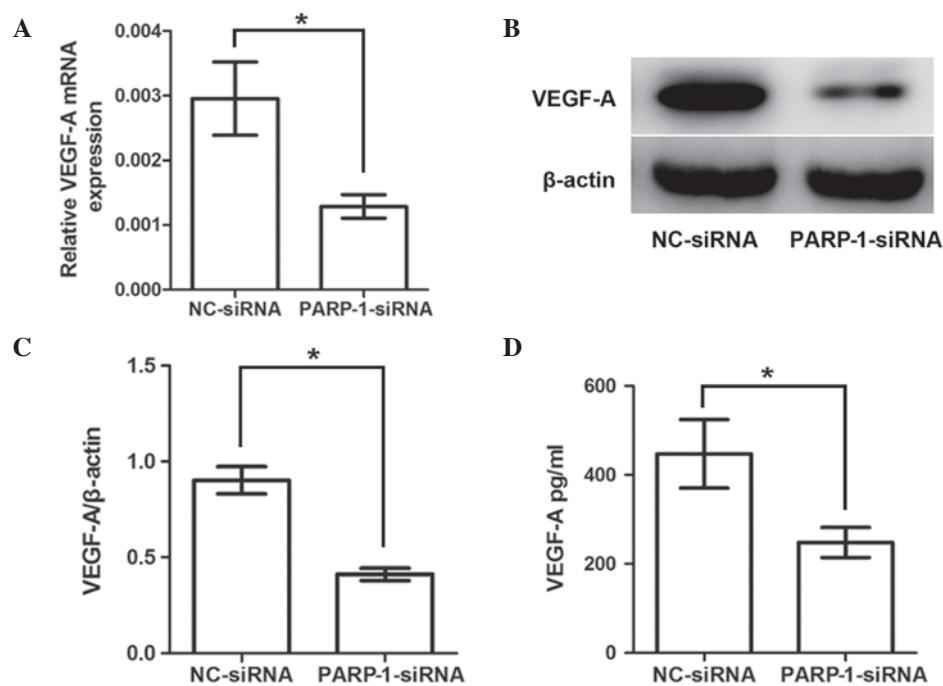 A
Relative VEGF-A mRNA
expression
0.004
0.003
0.002
0.001
0.000
*
NC-siRNA PARP-1-siRNA
B
VEGF-A
β-actin
NC-siRNA PARP-1-siRNA
C
VEGF-A/β-actin
1.5
1.0
0.5
0.0
*
NC-siRNA PARP-1-siRNA
D
VEGF-A pg/ml
600
400
200
0
*
NC-siRNA PARP-1-siRNA